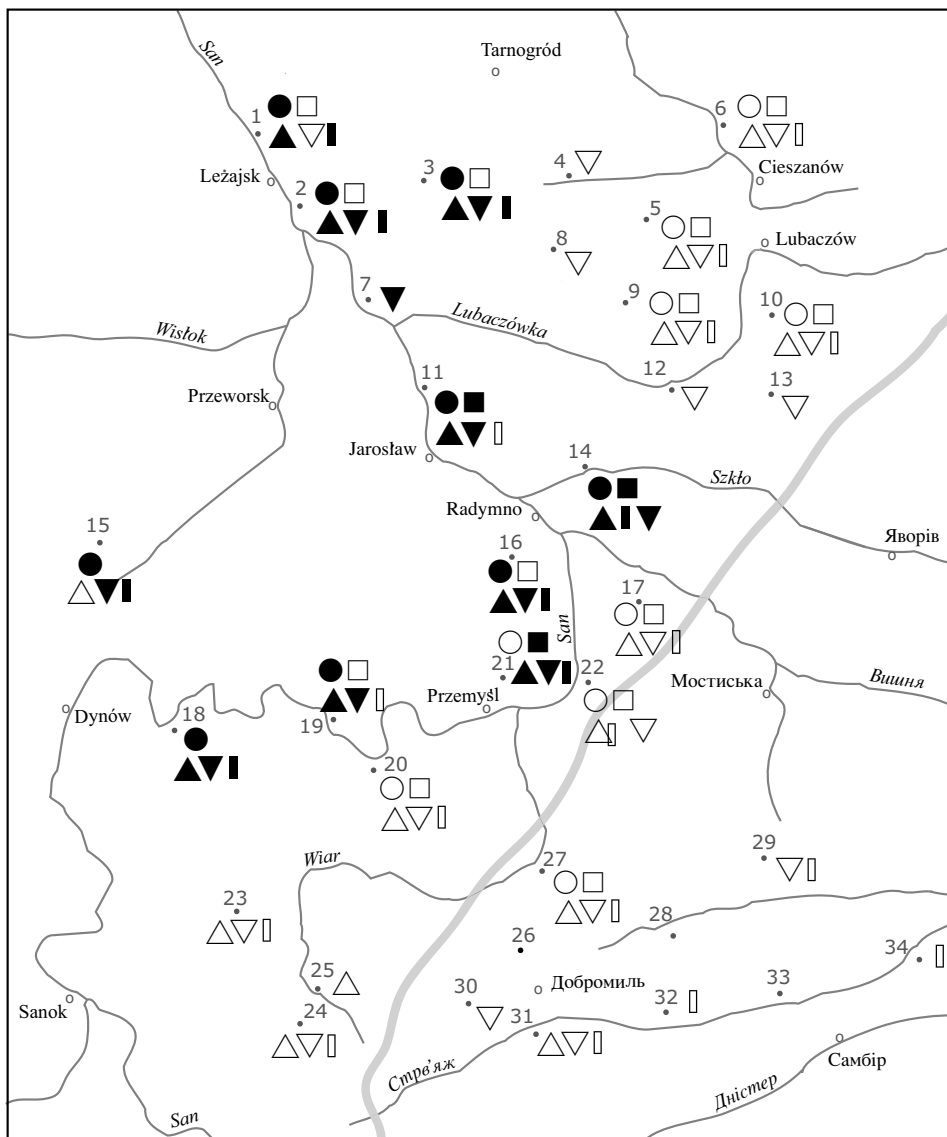 San
Tarnogród
1
6
Leżajsk
3
4
Cieszanów
2
5
8
Lubaczów
7
9
10
Wisłok
Lubaczówka
11
12
13
Przeworsk
Jarosław
14
Szkło
Radymno
15
16
Яворів
17
San
21
22
Мостиська
Вишня
Dynów
18
19
Przemyśl
20
Wiar
27
29
23
28
26
34
25
30
Добромиль
33
Sanok
24
32
31
Самбір
Стрв'яж
Дністер
San